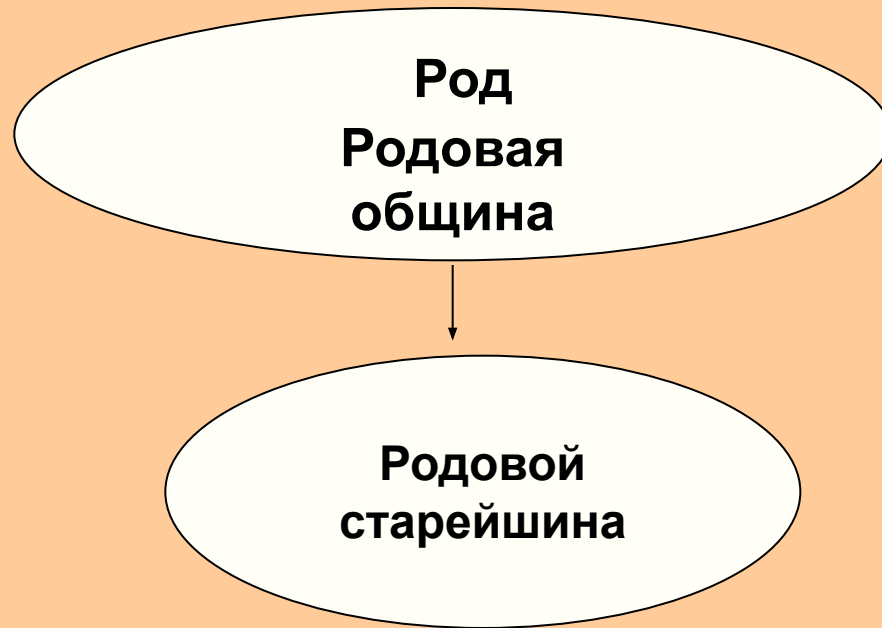 Род
Родовая
община
Родовой
старейшина